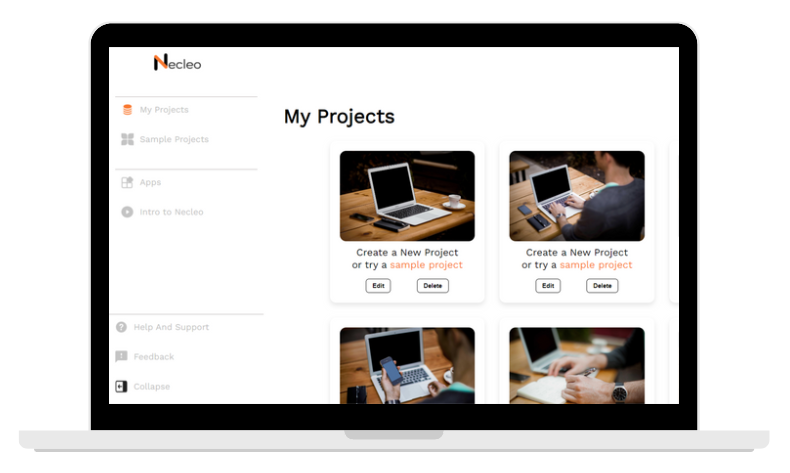 Necleo
My Projects
Sample Projects
Apps
Intro to Necleo
Help And Support
Feedback
Collapse
My Projects
Create a New Project
or try a sample project
Edit
Delete
Create a New Project
or try a sample project
Edit
Delete